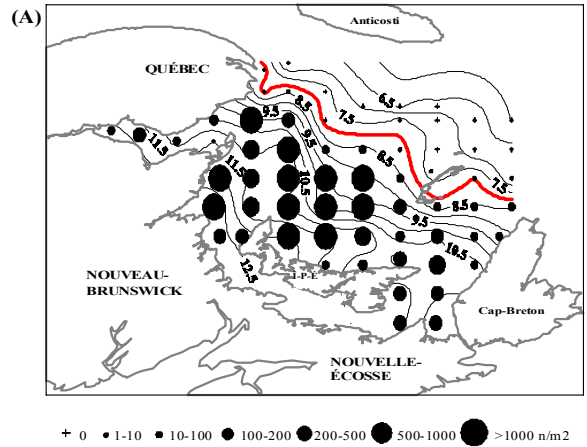 (A)
Anticosti
QUÉBEC
6.5
8.5
7.5
9.5
11.5
9.5
8.5
11.5
10.5
7.5
8.5
9.5
10.5
12.5
I-P-É
NOUVEAU-
BRUNSWICK
Cap-Breton
NOUVELLE-
ÉCOSSE
+ 0 1-10 10-100 100-200 200-500 500-1000 >1000 n/m2